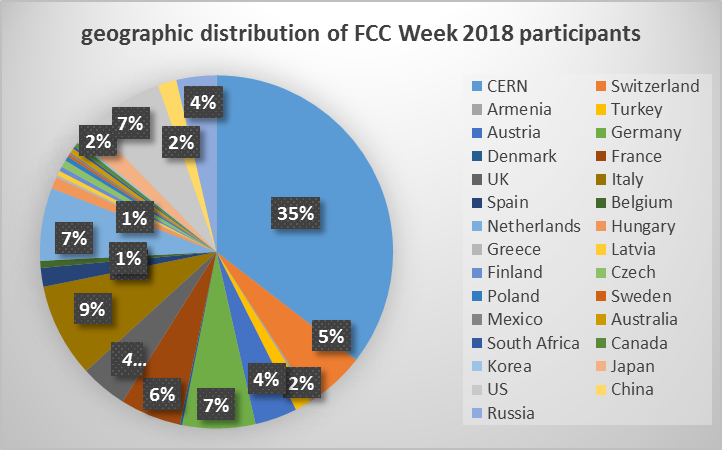 geographic distribution of FCC Week 2018 participants
4%
7%
2%
2%
35%
1%
7%
1%
9%
5%
4...
4%
2%
6%
7%
CERN Switzerland
Armenia Turkey
Austria Germany
Denmark France
UK Italy
Spain Belgium
Netherlands Hungary
Greece Latvia
Finland Czech
Poland Sweden
Mexico Australia
South Africa Canada
Korea Japan
US China
Russia